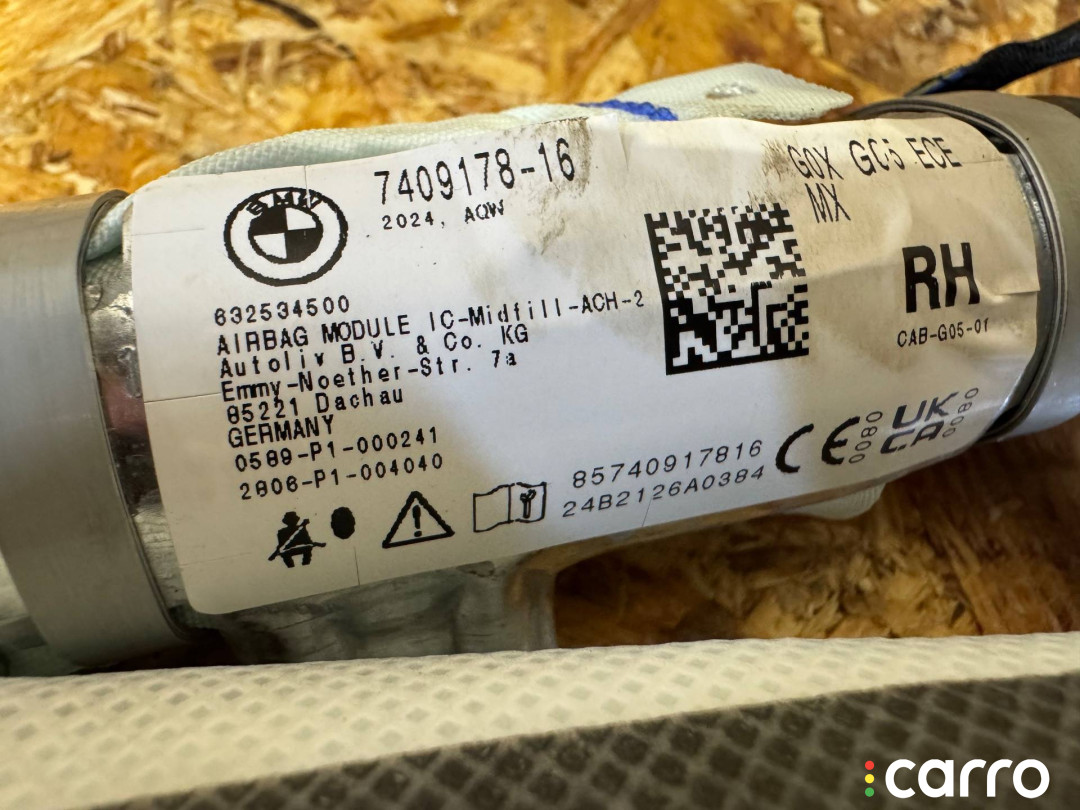 BMW
7409178-16
2024, AQW
GOX GC5 ECE
MX
RH
CAB-G05-01
632534500
AIRBAG MODULE IC-Midfill-ACH-2
Autoliv B.V. & Co. KG
Emmy-Noether-Str. 7a
85221 Dachau
GERMANY
0589-P1-000241
2806-P1-004040
85740917816
24B2126A0384
CE 0080
UK CA 0080
carro